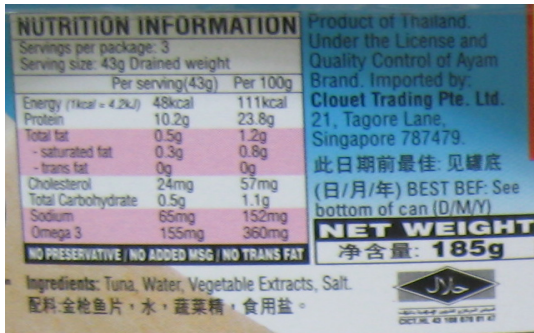 NUTRITION INFORMATION
Servings per package: 3
Serving size: 43g Drained weight
Per serving(43g) Per 100g
Energy (1kcal = 4.2kJ) 48kcal 111kcal
Protein 10.2g 23.8g
Total fat 0.5g 1.2g
- saturated fat 0.3g 0.8g
- trans fat 0g 0g
Cholesterol 24mg 57mg
Total Carbohydrate 0.5g 1.1g
Sodium 65mg 152mg
Omega 3 155mg 360mg
NO PRESERVATIVE / NO ADDED MSG / NO TRANS FAT
Ingredients: Tuna, Water, Vegetable Extracts, Salt.
配料:金枪鱼片，水，蔬菜精，食用盐。
Product of Thailand.
Under the License and
Quality Control of Ayam
Brand. Imported by:
Clouet Trading Pte. Ltd.
21, Tagore Lane,
Singapore 787479.
此日期前最佳: 见罐底
(日/月/年) BEST BEF: See
bottom of can (D/M/Y)
NET WEIGHT
净含量: 185g
حلال